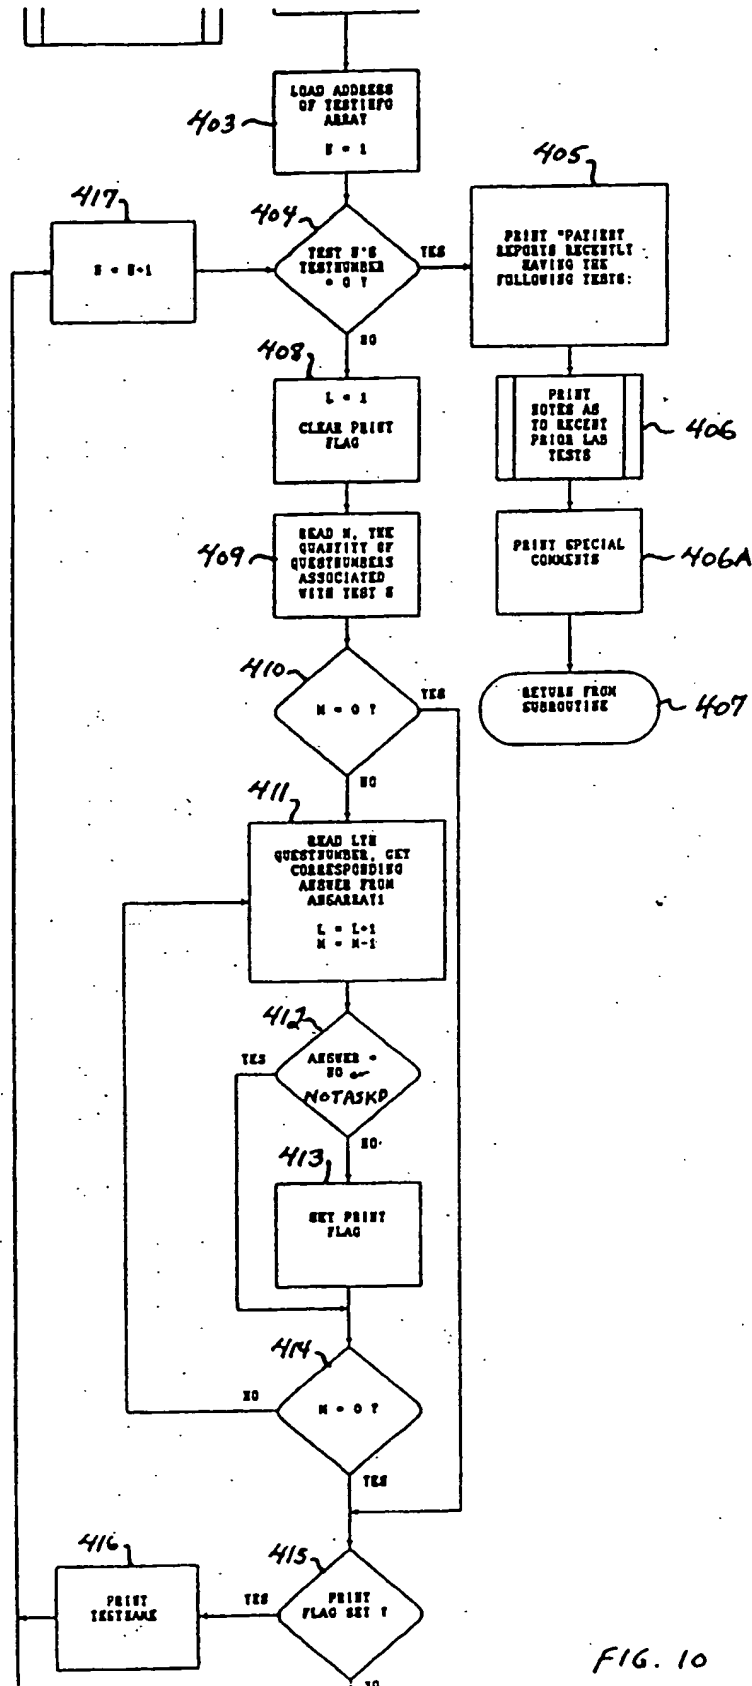 403
LOAD ADDRESS
OF TESTINFO
ARRAY
N = 1
417
N = N+1
404
TEST N'S
TESTNUMBER
= 0 ?
YES
NO
405
PRINT "PATIENT
REPORTS RECENTLY
HAVING THE
FOLLOWING TESTS:
408
L = 1
CLEAR PRINT
FLAG
PRINT
NOTES AS
TO RECENT
PRIOR LAB
TESTS
406
409
READ M, THE
QUANTITY OF
QUESTNUMBERS
ASSOCIATED
WITH TEST N
PRINT SPECIAL
COMMENTS
406A
410
M = 0 ?
YES
NO
RETURN FROM
SUBROUTINE
407
411
READ LTH
QUESTNUMBER, GET
CORRESPONDING
ANSWER FROM
ANSARRAY1
L = L+1
M = M-1
412
YES
ANSWER =
NO or
NOTASKD
NO
413
SET PRINT
FLAG
414
NO
M = 0 ?
YES
416
PRINT
TESTNAME
415
YES
PRINT
FLAG SET ?
NO
FIG. 10